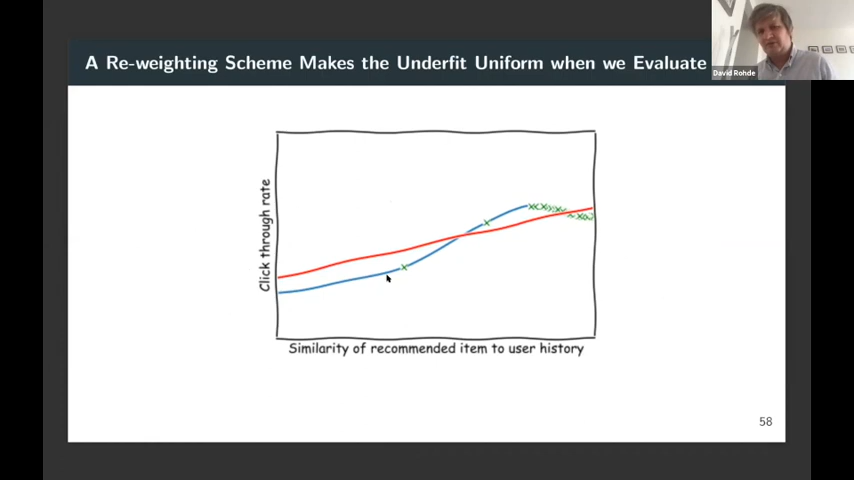 A Re-weighting Scheme Makes the Underfit Uniform when we Evaluate
David Rohde
Click through rate
Similarity of recommended item to user history
58